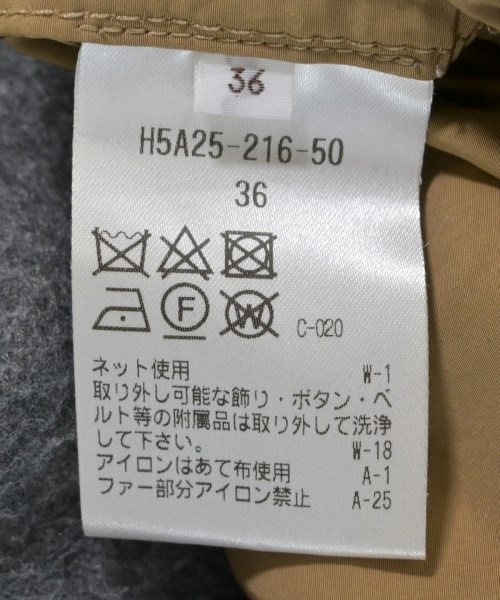 36
H5A25-216-50
36
F W C-020
ネット使用 W-1
取り外し可能な飾り・ボタン・ベ
ルト等の附属品は取り外して洗浄
して下さい。 W-18
アイロンはあて布使用 A-1
ファー部分アイロン禁止 A-25